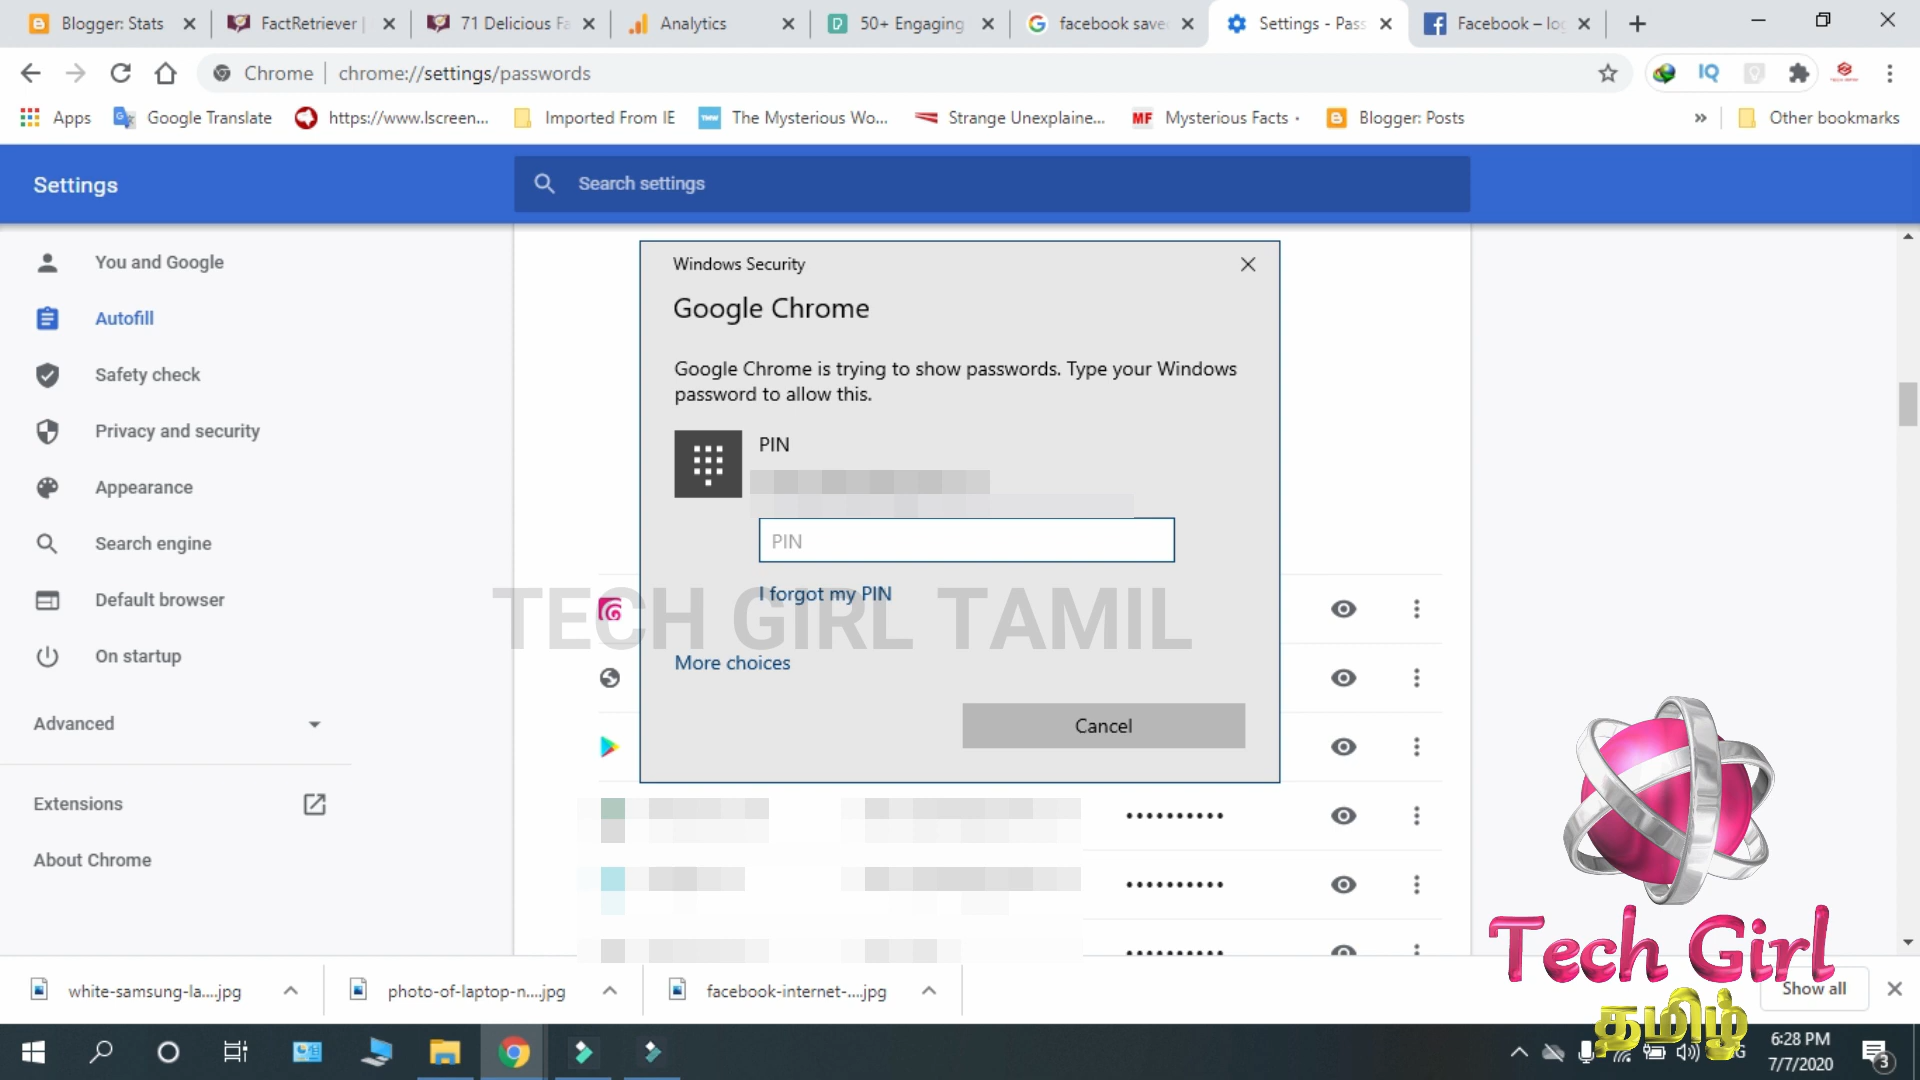 Blogger: Stats
FactRetriever |
71 Delicious Fa
Analytics
50+ Engaging
facebook save
Settings - Pass
Facebook – log
Chrome
chrome://settings/passwords
IQ
Apps
Google Translate
https://www.lscreen...
Imported From IE
The Mysterious Wo...
Strange Unexplaine...
MF
Mysterious Facts •
Blogger: Posts
Other bookmarks
Settings
Search settings
You and Google
Autofill
Safety check
Privacy and security
Appearance
Search engine
Default browser
On startup
Advanced
Extensions
About Chrome
Windows Security
Google Chrome
Google Chrome is trying to show passwords. Type your Windows
password to allow this.
PIN
PIN
I forgot my PIN
TECH GIRL TAMIL
More choices
Cancel
••••••••••
••••••••••
Tech Girl
தமிழ்
white-samsung-la....jpg
photo-of-laptop-n....jpg
facebook-internet-....jpg
Show all
6:28 PM
7/7/2020
3